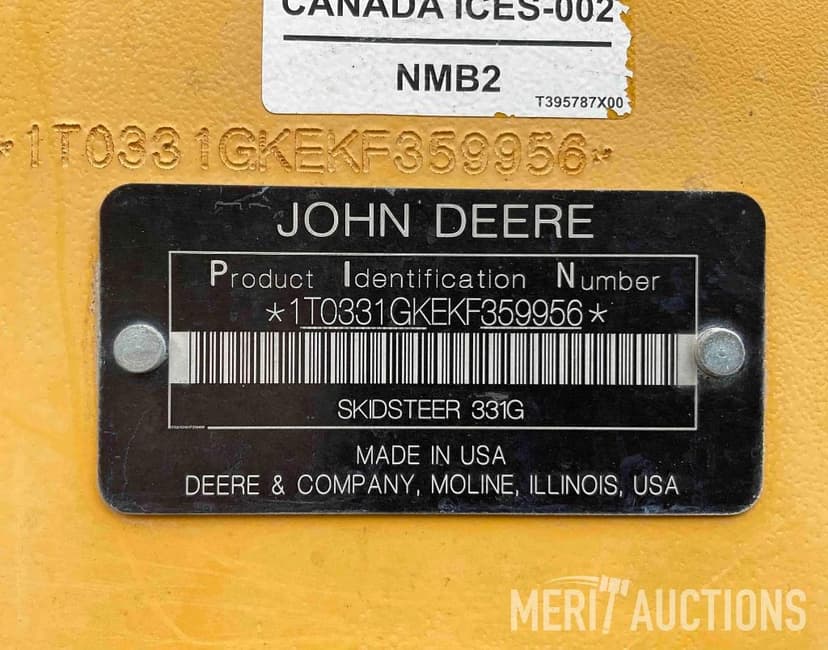 CANADA ICES-002
NMB2
T395787X00
*1T0331GKEKF359956*
JOHN DEERE
Product Identification Number
*1T0331GKEKF359956*
SKIDSTEER 331G
MADE IN USA
DEERE & COMPANY, MOLINE, ILLINOIS, USA
MERIT AUCTIONS